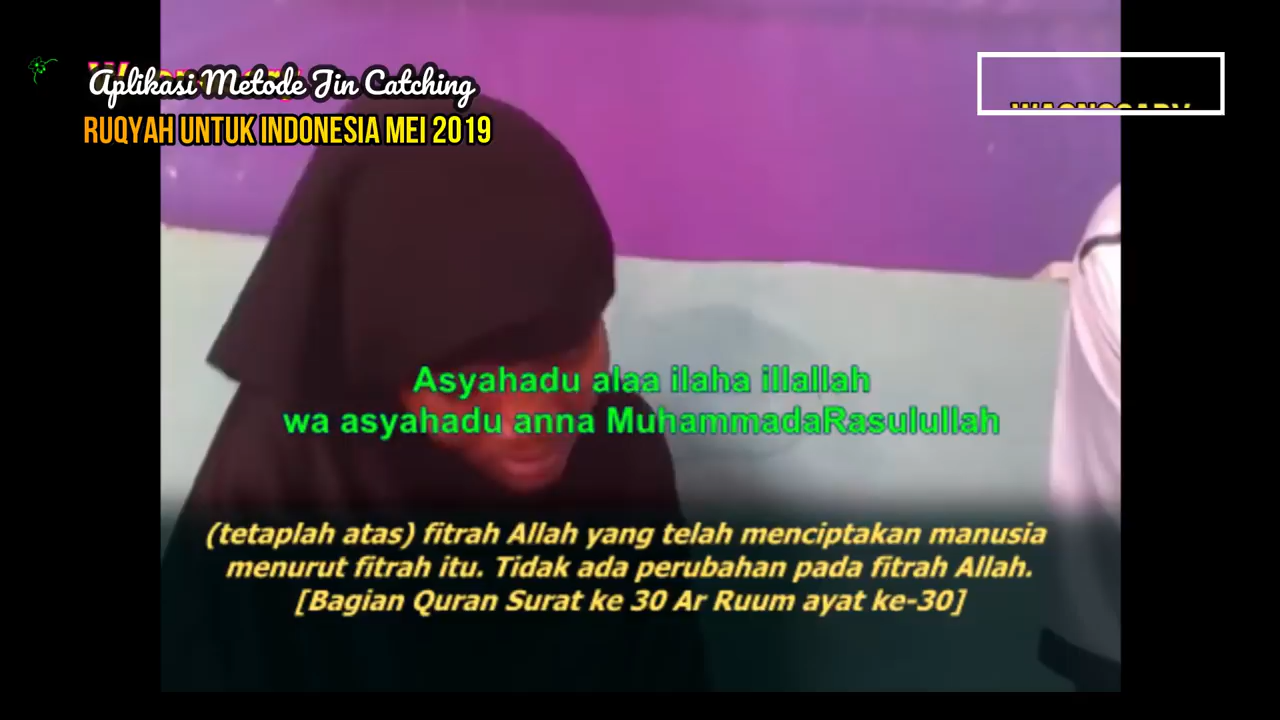 Aplikasi Metode Jin Catching
RUQYAH UNTUK INDONESIA MEI 2019
Asyahadu alaa ilaha illallah
wa asyahadu anna MuhammadaRasulullah
(tetaplah atas) fitrah Allah yang telah menciptakan manusia
menurut fitrah itu. Tidak ada perubahan pada fitrah Allah.
[Bagian Quran Surat ke 30 Ar Ruum ayat ke-30]